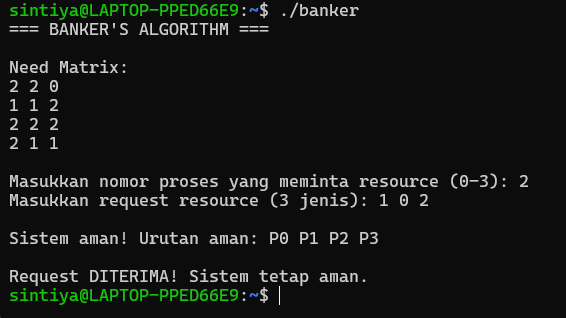 sintiya@LAPTOP-PPED66E9:~$ ./banker
=== BANKER'S ALGORITHM ===
Need Matrix:
2 2 0
1 1 2
2 2 2
2 1 1
Masukkan nomor proses yang meminta resource (0-3): 2
Masukkan request resource (3 jenis): 1 0 2
Sistem aman! Urutan aman: P0 P1 P2 P3
Request DITERIMA! Sistem tetap aman.
sintiya@LAPTOP-PPED66E9:~$